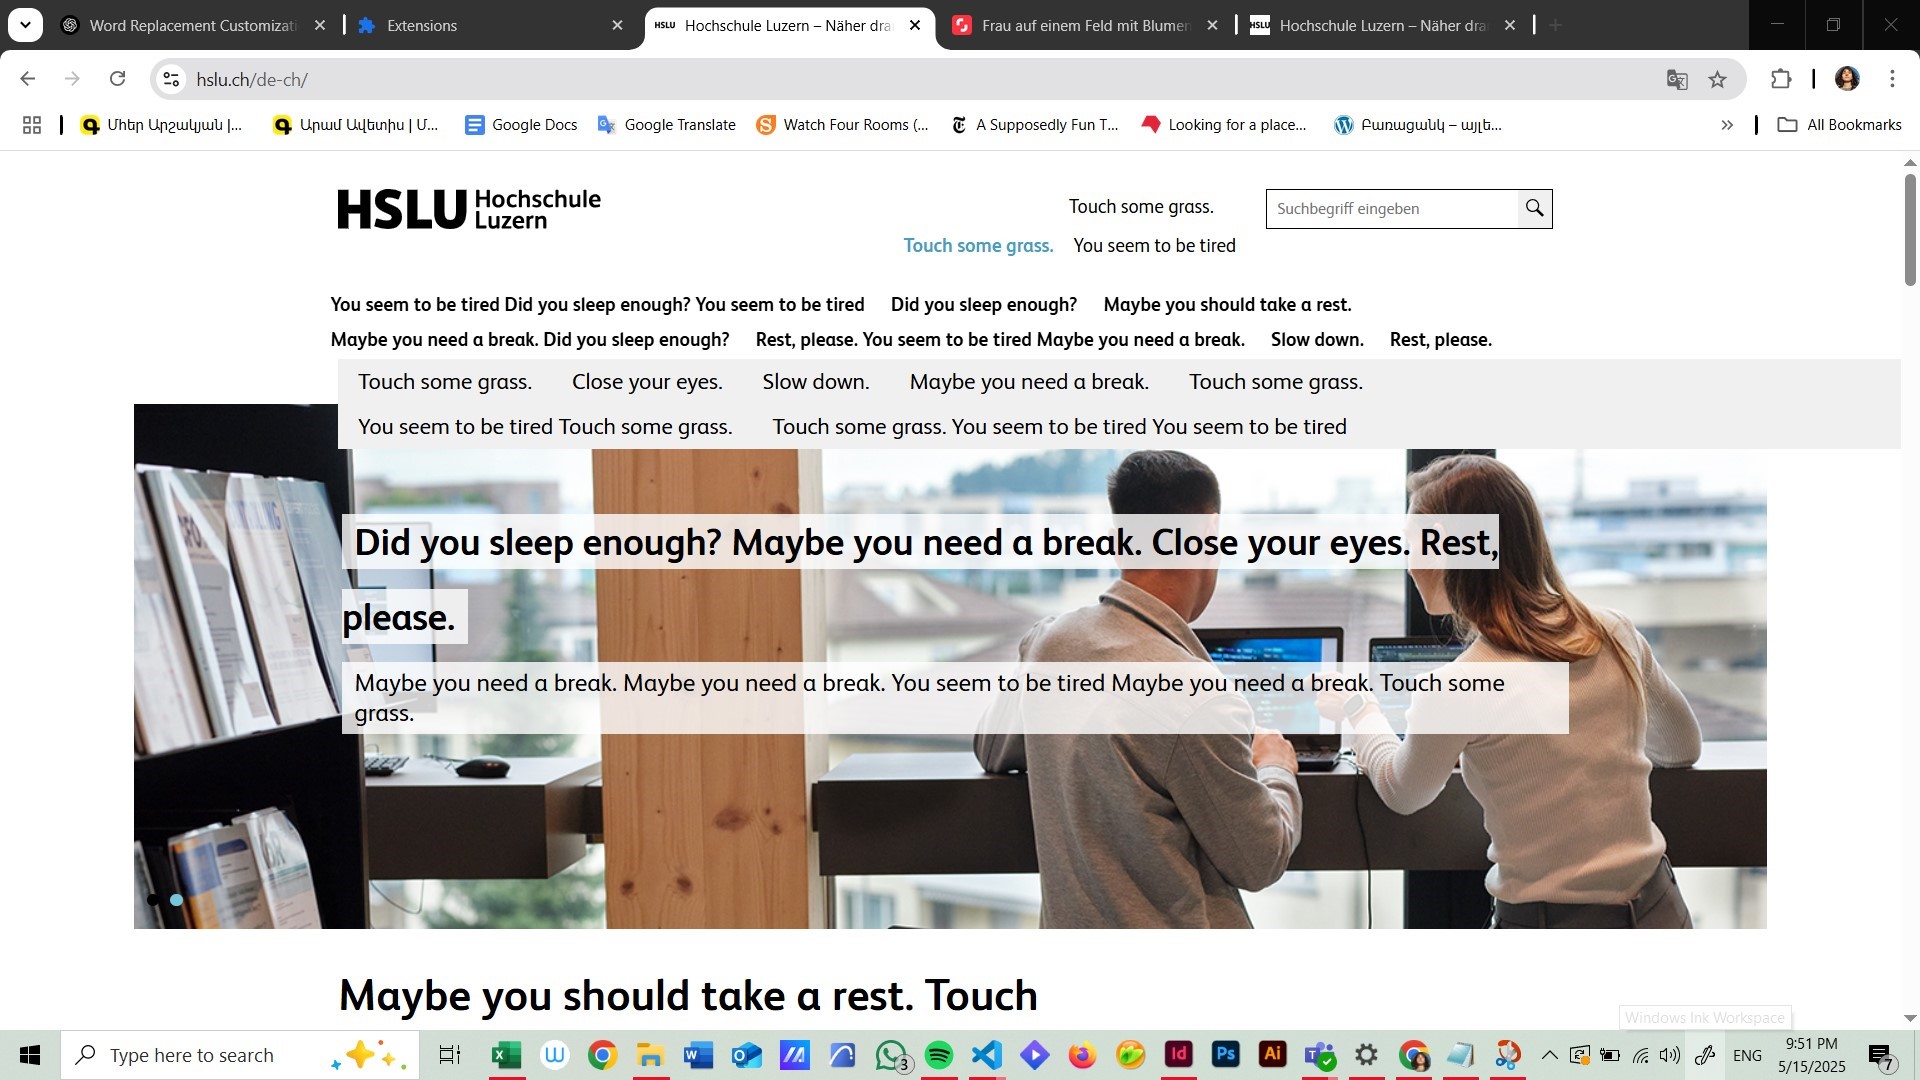 Word Replacement Customizati
Extensions
HSLU Hochschule Luzern – Näher dra
Frau auf einem Feld mit Blumen
HSLU Hochschule Luzern – Näher dra
hslu.ch/de-ch/
Մհեր Արշակյան |...
Արամ Ավետիս | Մ...
Google Docs
Google Translate
Watch Four Rooms (...
A Supposedly Fun T...
Looking for a place...
Բառացանկ – այլե...
All Bookmarks
HSLU Hochschule
Luzern
Touch some grass.
Suchbegriff eingeben
Touch some grass. You seem to be tired
You seem to be tired Did you sleep enough? You seem to be tired Did you sleep enough? Maybe you should take a rest.
Maybe you need a break. Did you sleep enough? Rest, please. You seem to be tired Maybe you need a break. Slow down. Rest, please.
Touch some grass. Close your eyes. Slow down. Maybe you need a break. Touch some grass.
You seem to be tired Touch some grass. Touch some grass. You seem to be tired You seem to be tired
Did you sleep enough? Maybe you need a break. Close your eyes. Rest,
please.
Maybe you need a break. Maybe you need a break. You seem to be tired Maybe you need a break. Touch some
grass.
Maybe you should take a rest. Touch
Windows Ink Workspace
Type here to search
3
Id
Ps
Ai
ENG
9:51 PM
5/15/2025
7